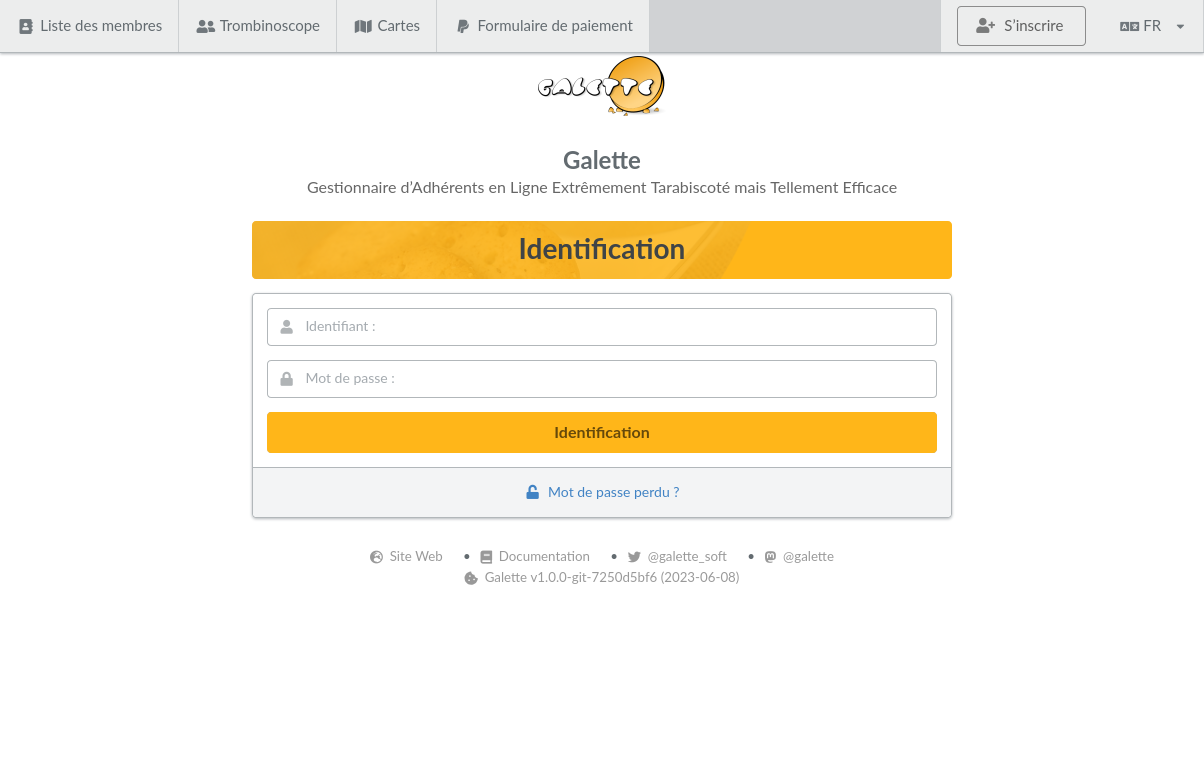 Liste des membres Trombinoscope Cartes Formulaire de paiement S’inscrire FR
GALETTE
Galette
Gestionnaire d’Adhérents en Ligne Extrêmement Tarabiscoté mais Tellement Efficace
Identification
Identifiant :
Mot de passe :
Identification
Mot de passe perdu ?
Site Web • Documentation • @galette_soft • @galette
Galette v1.0.0-git-7250d5bf6 (2023-06-08)